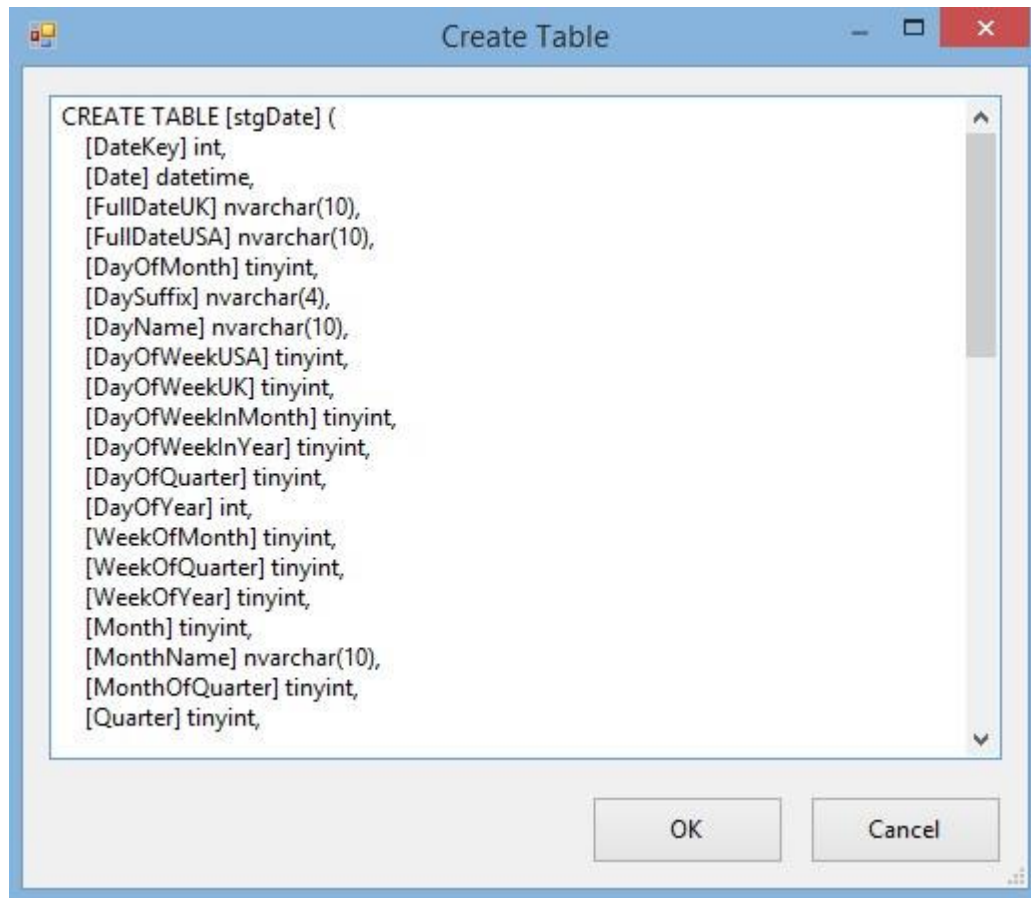 Create Table
CREATE TABLE [stgDate] (
[DateKey] int,
[Date] datetime,
[FullDateUK] nvarchar(10),
[FullDateUSA] nvarchar(10),
[DayOfMonth] tinyint,
[DaySuffix] nvarchar(4),
[DayName] nvarchar(10),
[DayOfWeekUSA] tinyint,
[DayOfWeekUK] tinyint,
[DayOfWeekInMonth] tinyint,
[DayOfWeekInYear] tinyint,
[DayOfQuarter] tinyint,
[DayOfYear] int,
[WeekOfMonth] tinyint,
[WeekOfQuarter] tinyint,
[WeekOfYear] tinyint,
[Month] tinyint,
[MonthName] nvarchar(10),
[MonthOfQuarter] tinyint,
[Quarter] tinyint,
OK Cancel